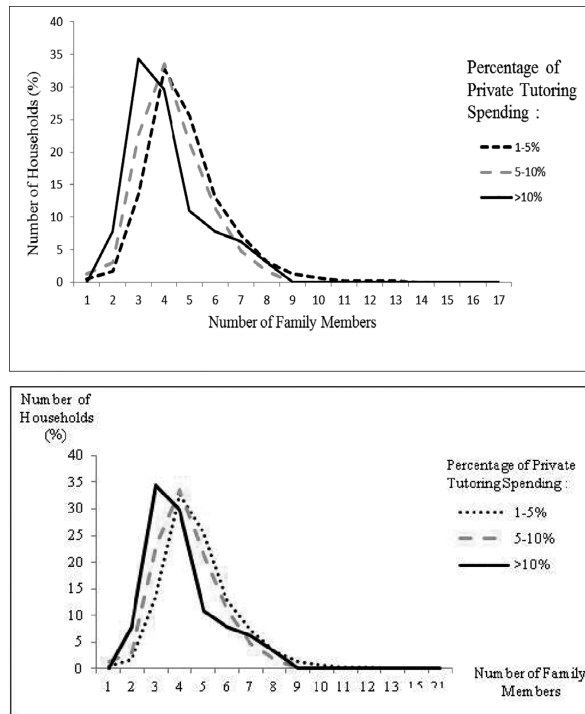 40
35
30
25
20
15
10
5
0
Number of Households (%)
1 2 3 4 5 6 7 8 9 10 11 12 13 14 15 16 17
Number of Family Members
Percentage of
Private Tutoring
Spending :
1-5%
5-10%
>10%
Number of
Households
(%)
40
35
30
25
20
15
10
5
0
1 2 3 4 5 6 7 8 9 10 11 12 13 15 21
Number of Family
Members
Percentage of Private
Tutoring Spending :
1-5%
5-10%
>10%